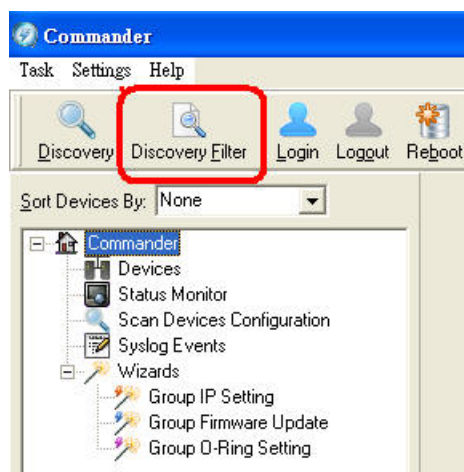 Commander
Task Settings Help
Discovery Discovery Filter Login Logout Reboot
Sort Devices By: None
Commander
Devices
Status Monitor
Scan Devices Configuration
Syslog Events
Wizards
Group IP Setting
Group Firmware Update
Group O-Ring Setting